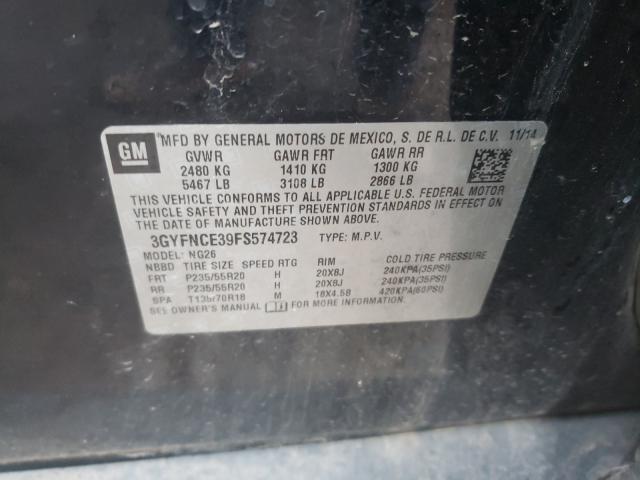 GM
MFD BY GENERAL MOTORS DE MEXICO, S. DE R.L. DE C.V. 11/14
GVWR GAWR FRT GAWR RR
2480 KG 1410 KG 1300 KG
5467 LB 3108 LB 2866 LB
THIS VEHICLE CONFORMS TO ALL APPLICABLE U.S. FEDERAL MOTOR
VEHICLE SAFETY AND THEFT PREVENTION STANDARDS IN EFFECT ON
THE DATE OF MANUFACTURE SHOWN ABOVE.
3GYFNCE39FS574723 TYPE: M.P.V.
MODEL: NG26
NBBD TIRE SIZE SPEED RTG RIM COLD TIRE PRESSURE
FRT P235/55R20 H 20X8J 240KPA(35PSI)
RR P235/55R20 H 20X8J 240KPA(35PSI)
SPA R18 M 18X4.5B 420KPA(60PSI)
SEE OWNER'S MANUAL FOR MORE INFORMATION